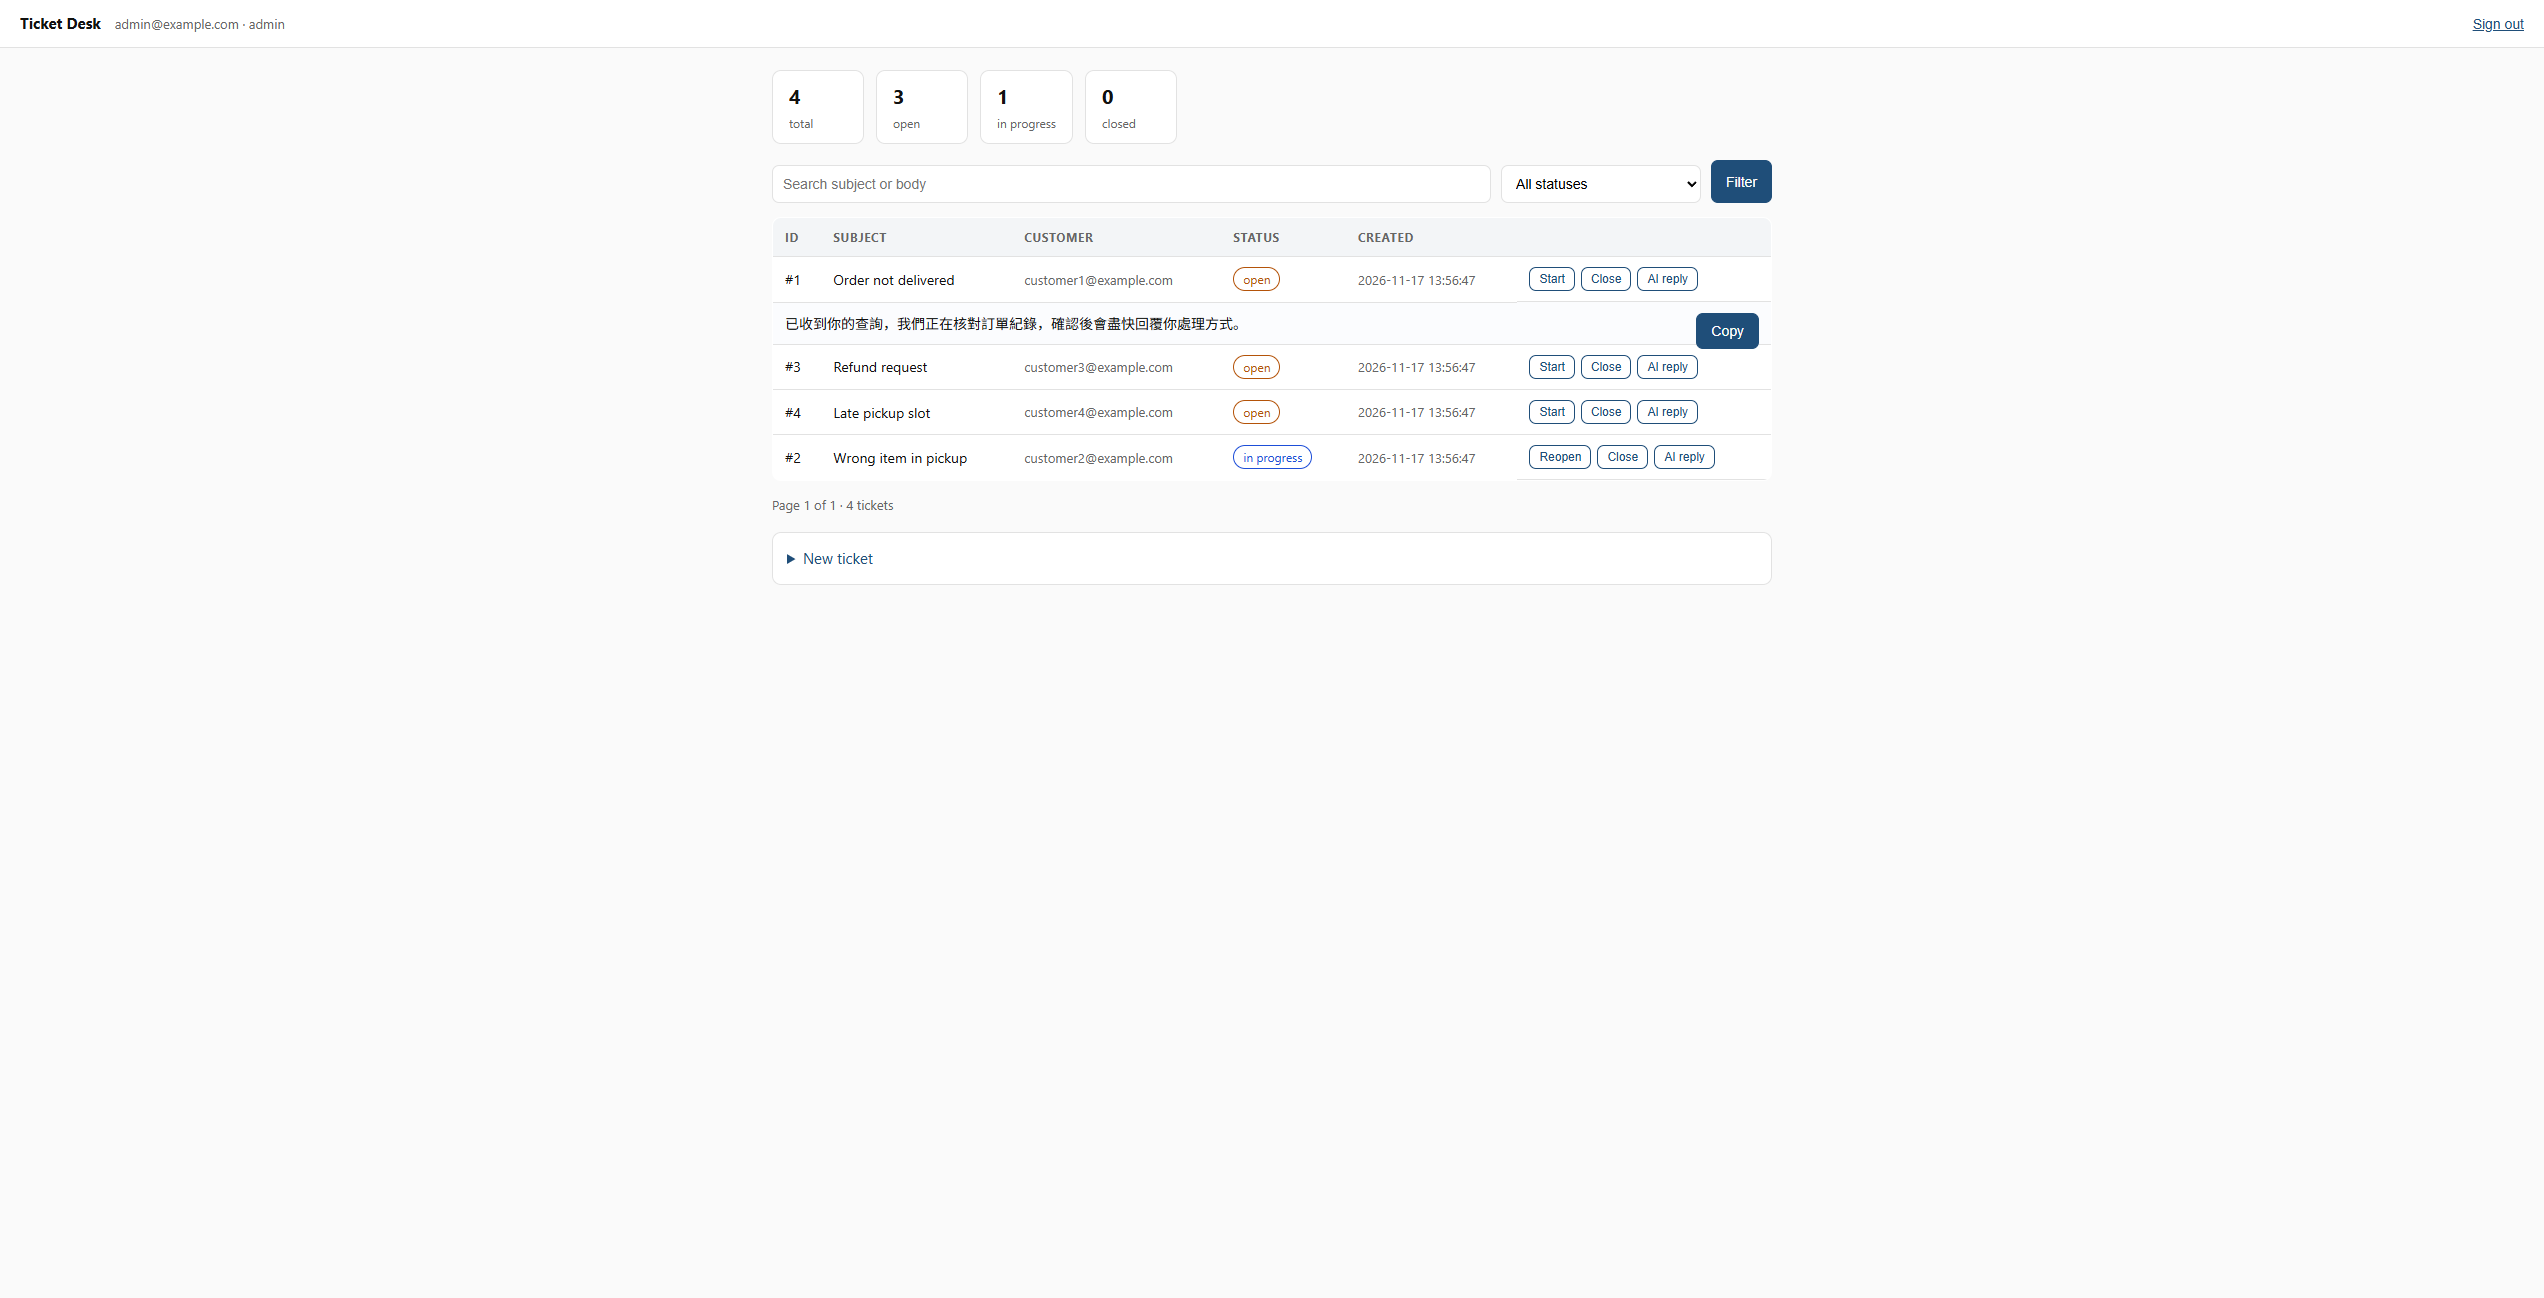 Ticket Desk admin@example.com · admin Sign out
4 3 1 0
total open in progress closed
Search subject or body All statuses Filter
ID SUBJECT CUSTOMER STATUS CREATED
#1 Order not delivered customer1@example.com open 2026-11-17 13:56:47 Start Close AI reply
已收到你的查詢，我們正在核對訂單紀錄，確認後會盡快回覆你處理方式。 Copy
#3 Refund request customer3@example.com open 2026-11-17 13:56:47 Start Close AI reply
#4 Late pickup slot customer4@example.com open 2026-11-17 13:56:47 Start Close AI reply
#2 Wrong item in pickup customer2@example.com in progress 2026-11-17 13:56:47 Reopen Close AI reply
Page 1 of 1 · 4 tickets
New ticket